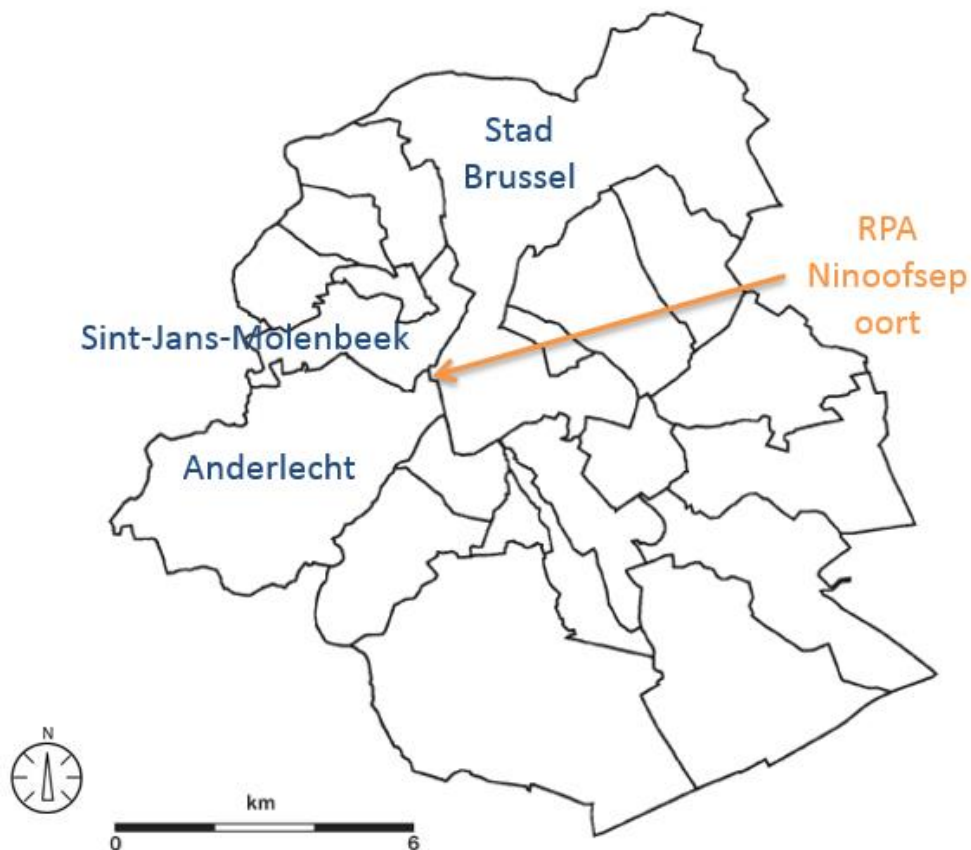 Stad
Brussel
RPA
Ninoofsep
oort
Sint-Jans-Molenbeek
Anderlecht
N
km
0
6